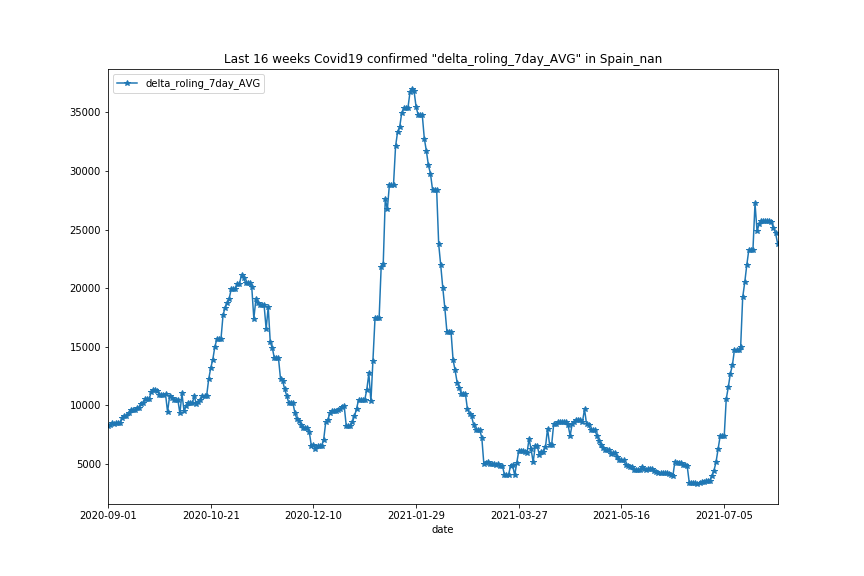 Last 16 weeks Covid19 confirmed "delta_roling_7day_AVG" in Spain_nan
delta_roling_7day_AVG
35000
30000
25000
20000
15000
10000
5000
2020-09-01 2020-10-21 2020-12-10 2021-01-29 2021-03-27 2021-05-16 2021-07-05
date